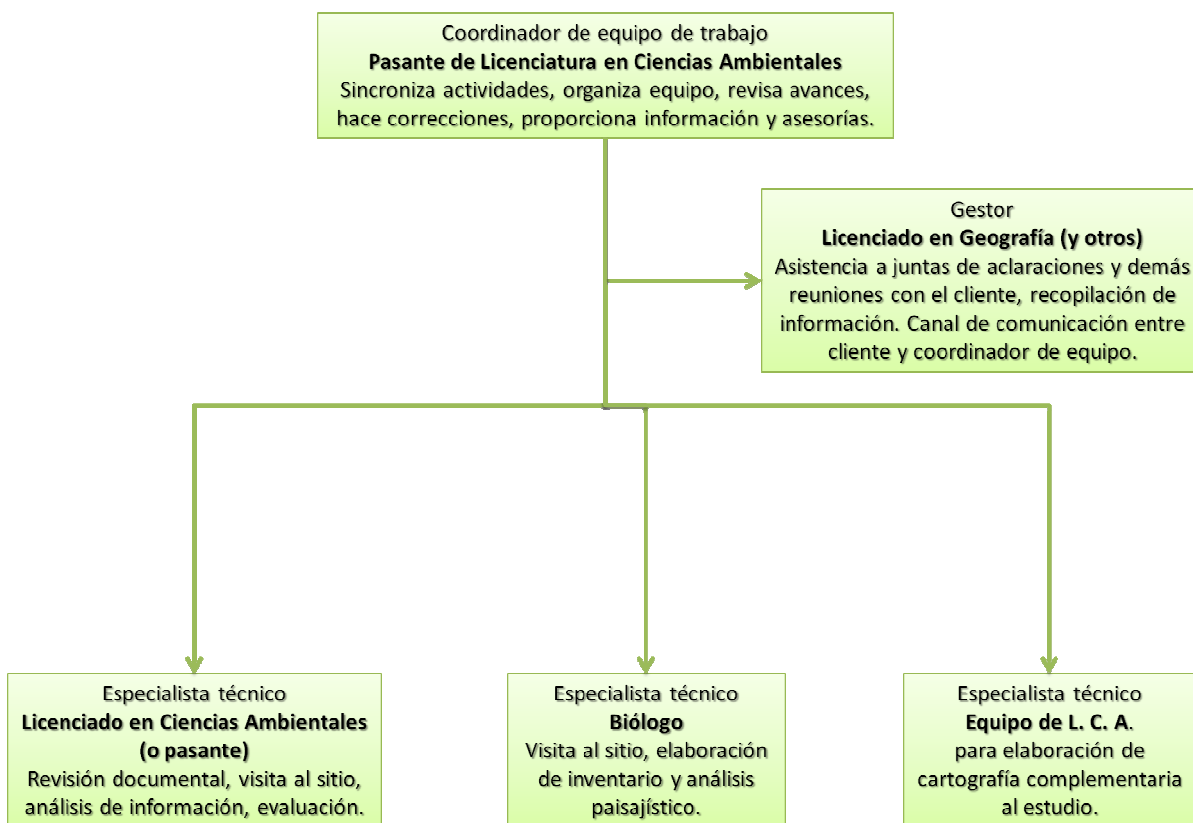 Coordinador de equipo de trabajo
Pasante de Licenciatura en Ciencias Ambientales
Sincroniza actividades, organiza equipo, revisa avances,
hace correcciones, proporciona información y asesorías.
Gestor
Licenciado en Geografía (y otros)
Asistencia a juntas de aclaraciones y demás
reuniones con el cliente, recopilación de
información. Canal de comunicación entre
cliente y coordinador de equipo.
Especialista técnico
Licenciado en Ciencias Ambientales
(o pasante)
Revisión documental, visita al sitio,
análisis de información, evaluación.
Especialista técnico
Biólogo
Visita al sitio, elaboración
de inventario y análisis
paisajístico.
Especialista técnico
Equipo de L. C. A.
para elaboración de
cartografía complementaria
al estudio.